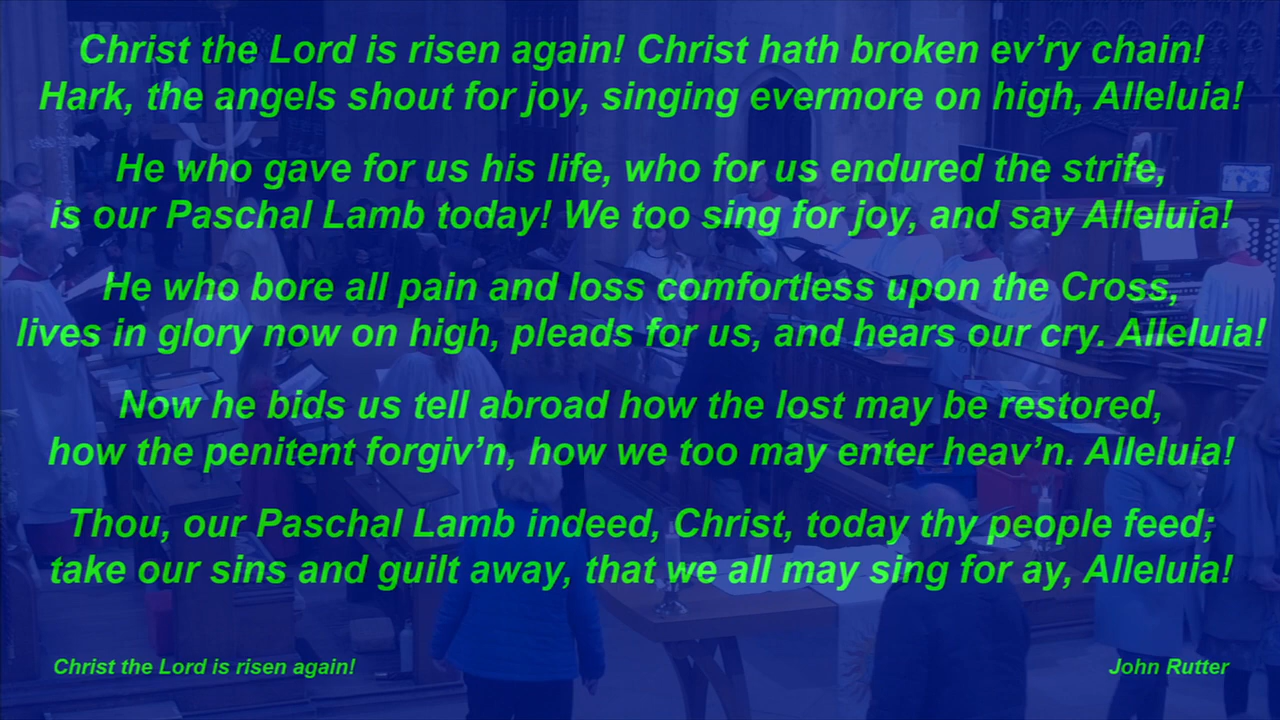 Christ the Lord is risen again! Christ hath broken ev’ry chain!
Hark, the angels shout for joy, singing evermore on high, Alleluia!
He who gave for us his life, who for us endured the strife,
is our Paschal Lamb today! We too sing for joy, and say Alleluia!
He who bore all pain and loss comfortless upon the Cross,
lives in glory now on high, pleads for us, and hears our cry. Alleluia!
Now he bids us tell abroad how the lost may be restored,
how the penitent forgiv’n, how we too may enter heav’n. Alleluia!
Thou, our Paschal Lamb indeed, Christ, today thy people feed;
take our sins and guilt away, that we all may sing for ay, Alleluia!
Christ the Lord is risen again!
John Rutter